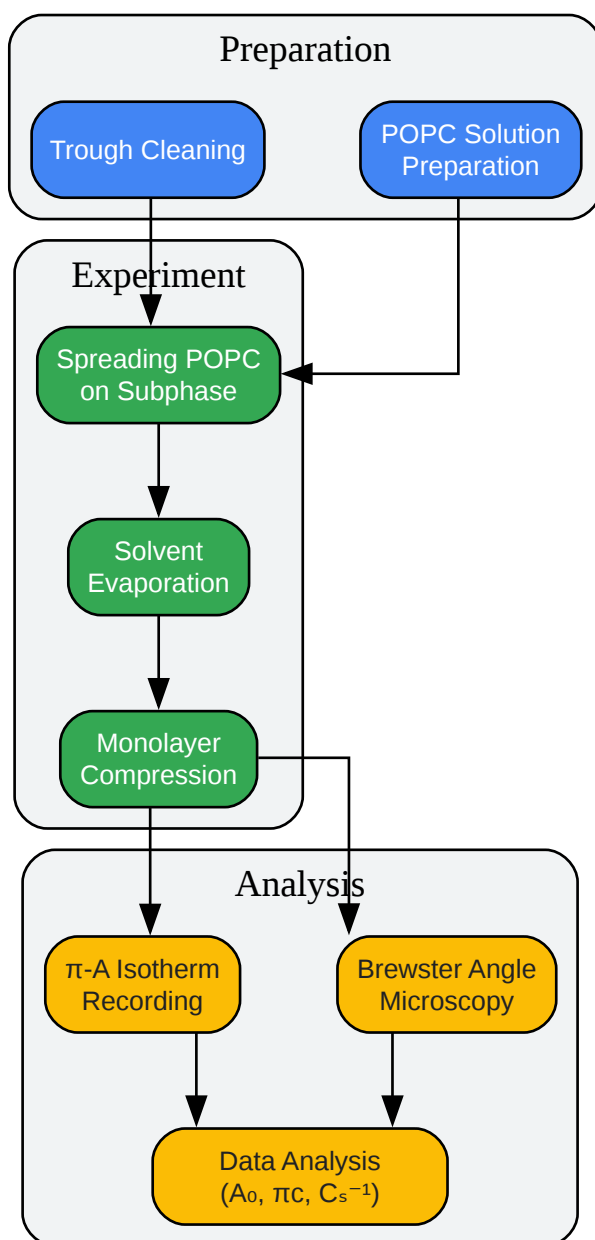 Preparation
Trough Cleaning
POPC Solution
Preparation
Experiment
Spreading POPC
on Subphase
Solvent
Evaporation
Monolayer
Compression
Analysis
π-A Isotherm
Recording
Brewster Angle
Microscopy
Data Analysis
(A₀, πc, Cₛ⁻¹)